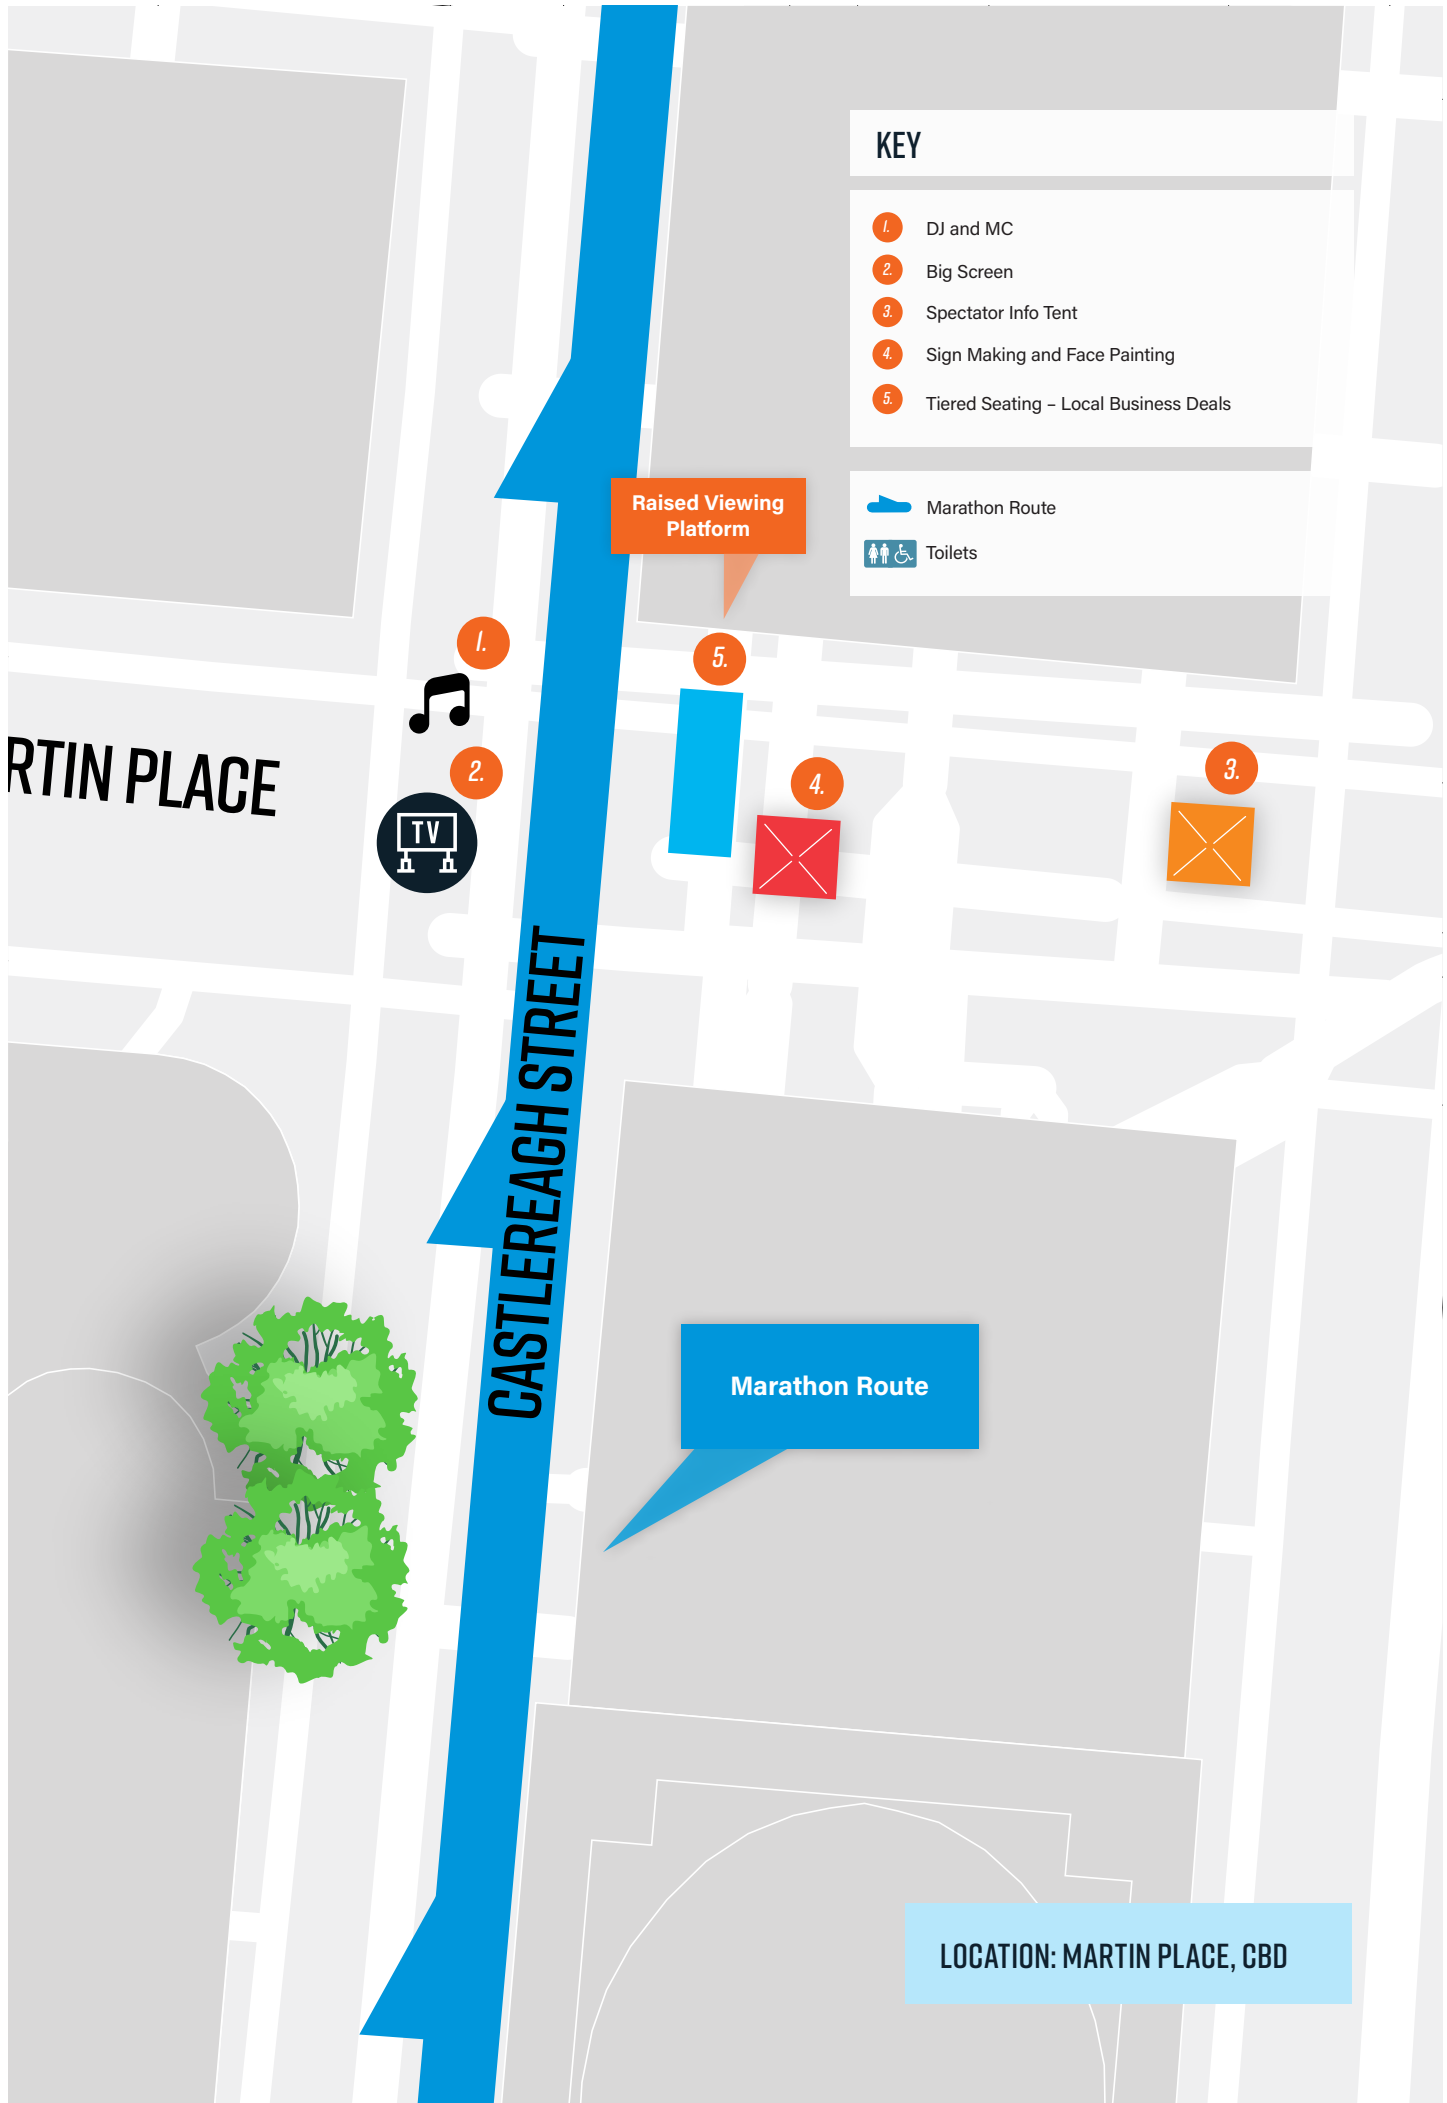 KEY
1. DJ and MC
2. Big Screen
3. Spectator Info Tent
4. Sign Making and Face Painting
5. Tiered Seating – Local Business Deals
Marathon Route
Toilets
Raised Viewing
Platform
1.
5.
2.
4.
3.
RTIN PLACE
TV
CASTLEREAGH STREET
Marathon Route
LOCATION: MARTIN PLACE, CBD